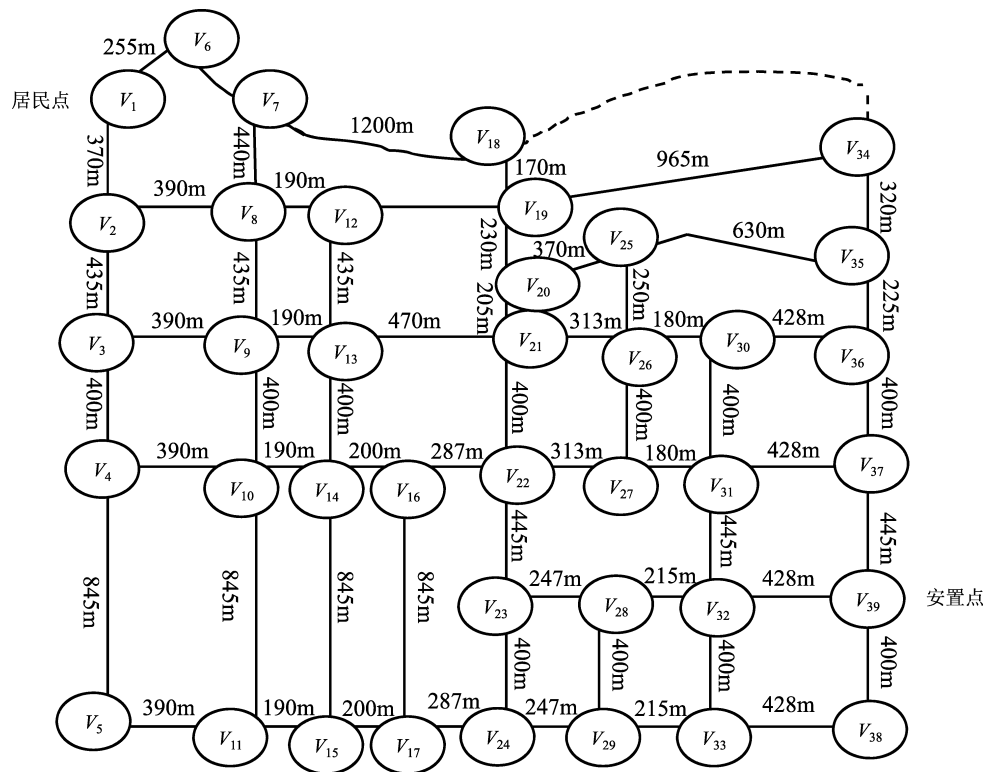 V6
255m
居民点
V1
V7
1200m
V18
V34
370m
440m
170m
965m
320m
390m
190m
V2
V8
V12
V19
230m
370m
V25
630m
V35
435m
435m
435m
V20
250m
225m
205m
390m
190m
470m
313m
180m
428m
V3
V9
V13
V21
V26
V30
V36
400m
400m
400m
400m
400m
400m
400m
390m
190m
200m
287m
313m
180m
428m
V4
V10
V14
V16
V22
V27
V31
V37
445m
445m
445m
845m
845m
845m
845m
247m
215m
428m
V23
V28
V32
V39
安置点
400m
400m
400m
400m
390m
190m
200m
287m
247m
215m
428m
V5
V11
V15
V17
V24
V29
V33
V38